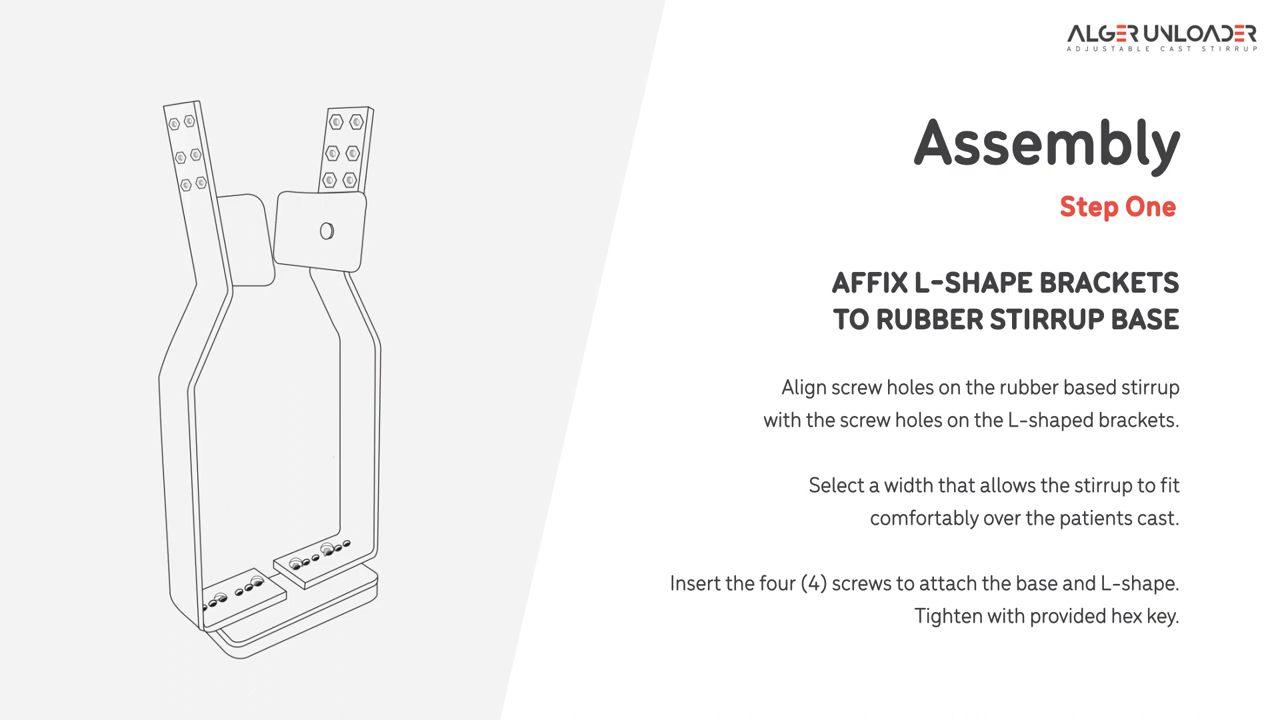 ALGER UNLOADER
ADJUSTABLE CAST STIRRUP
Assembly
Step One
AFFIX L-SHAPE BRACKETS
TO RUBBER STIRRUP BASE
Align screw holes on the rubber based stirrup
with the screw holes on the L-shaped brackets.
Select a width that allows the stirrup to fit
comfortably over the patients cast.
Insert the four (4) screws to attach the base and L-shape.
Tighten with provided hex key.